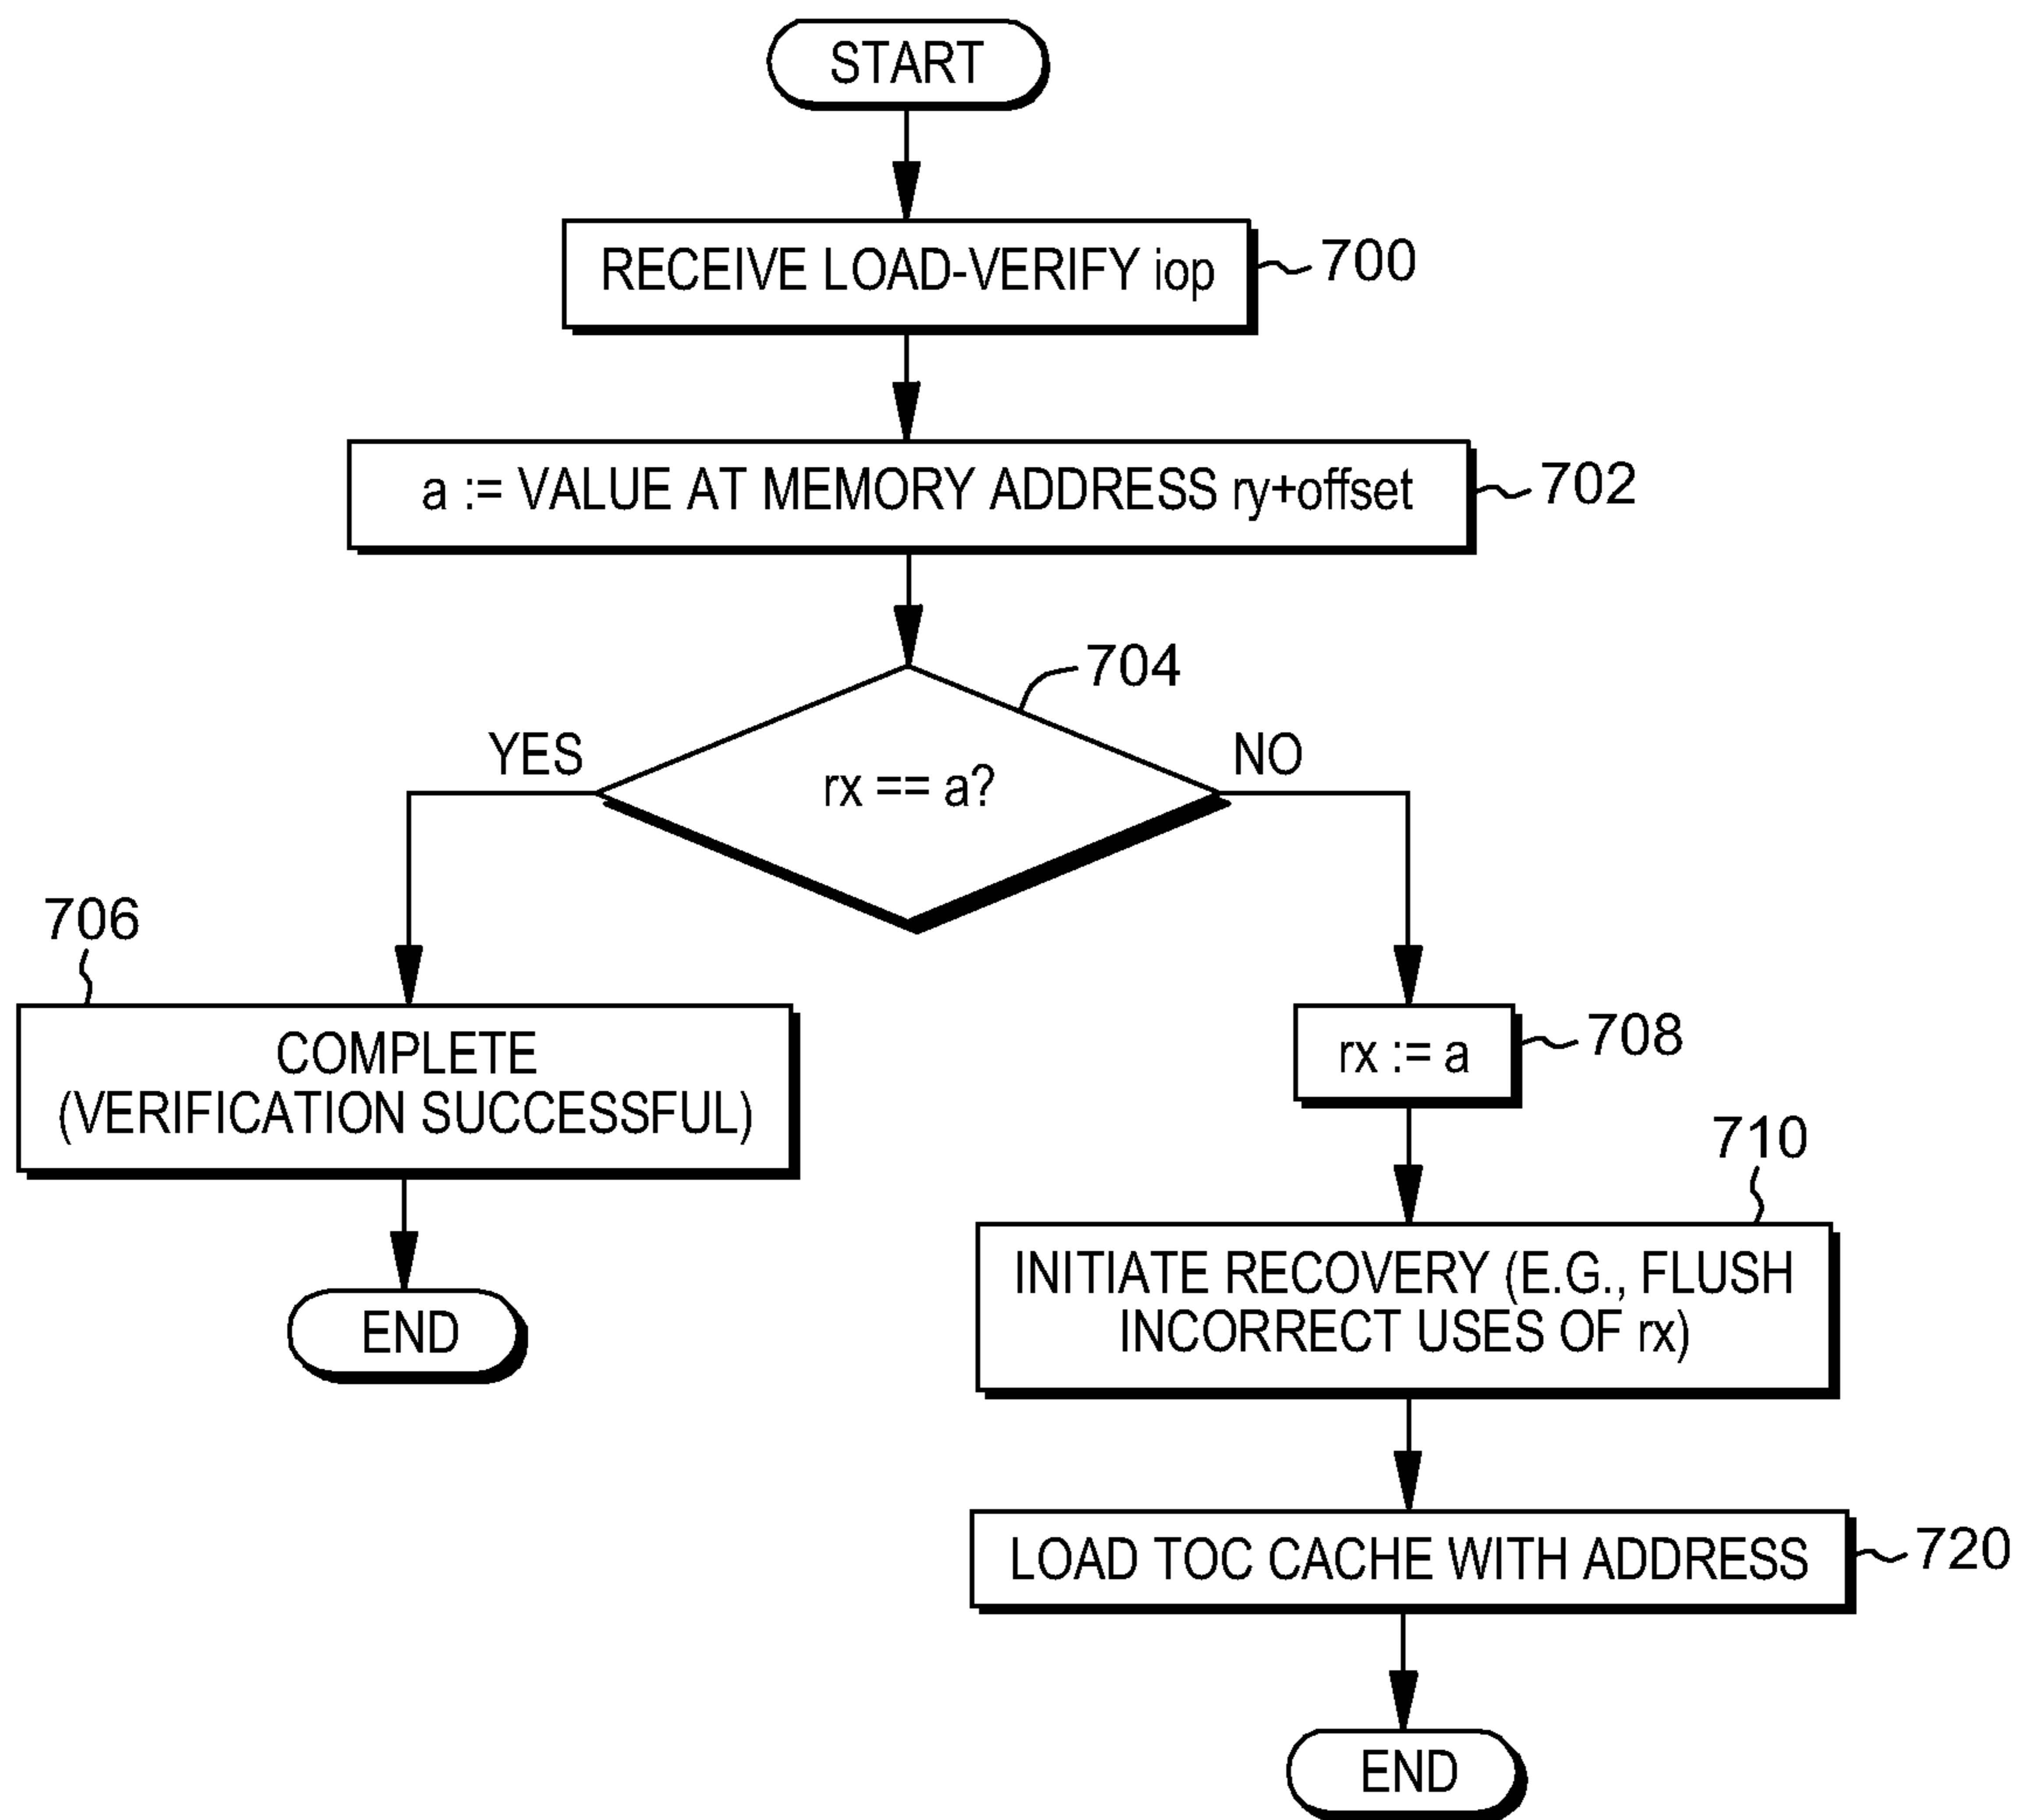 START
RECEIVE LOAD-VERIFY iop
700
a := VALUE AT MEMORY ADDRESS ry+offset
702
704
YES
NO
rx == a?
706
COMPLETE
(VERIFICATION SUCCESSFUL)
END
rx := a
708
710
INITIATE RECOVERY (E.G., FLUSH
INCORRECT USES OF rx)
LOAD TOC CACHE WITH ADDRESS
720
END